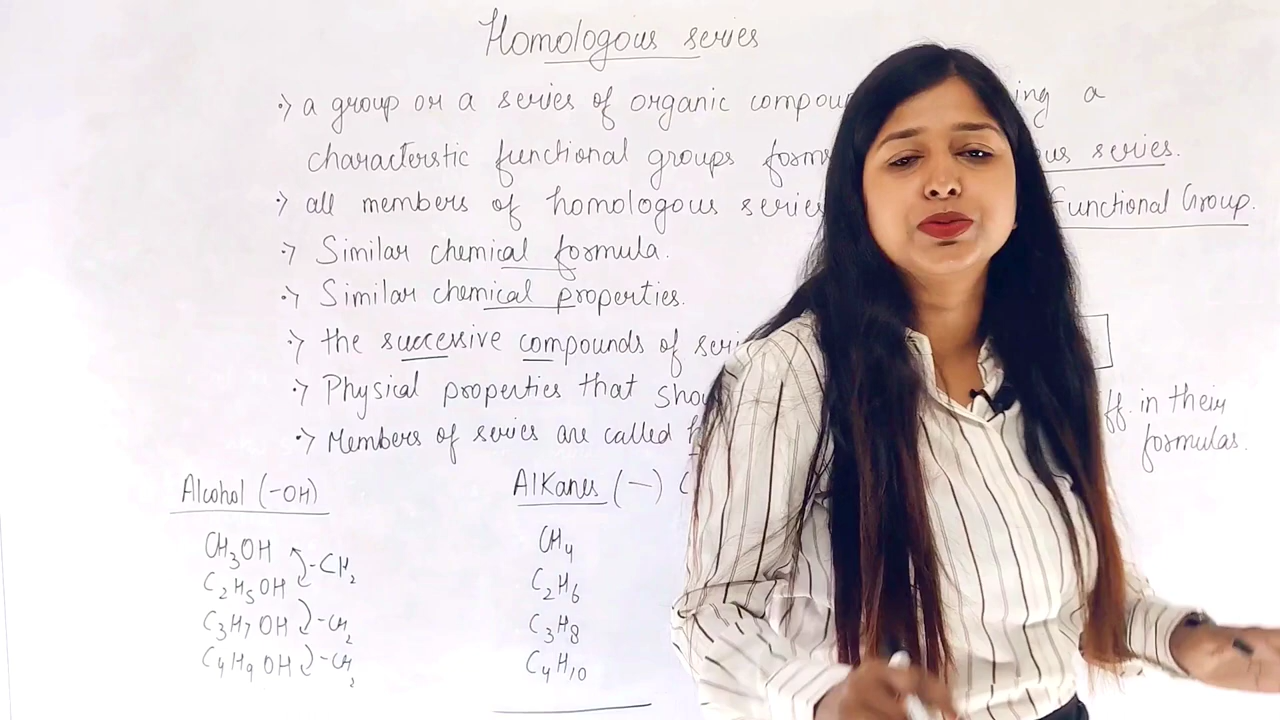 Homologous series
:) a group or a series of organic compou ing a
characterstic functional groups forms us series.
:) all members of homologous series Functional Group.
:) Similar chemical formula.
:) Similar chemical properties.
:) the successive compounds of seri
:) Physical properties that show ff. in their
formulas.
:) Members of series are called
Alcohol (-OH)
CH₃OH
-CH₂
C₂H₅OH
C₃H₇OH -CH₂
C₄H₉OH -CH₂
Alkanes (—) (
CH₄
C₂H₆
C₃H₈
C₄H₁₀